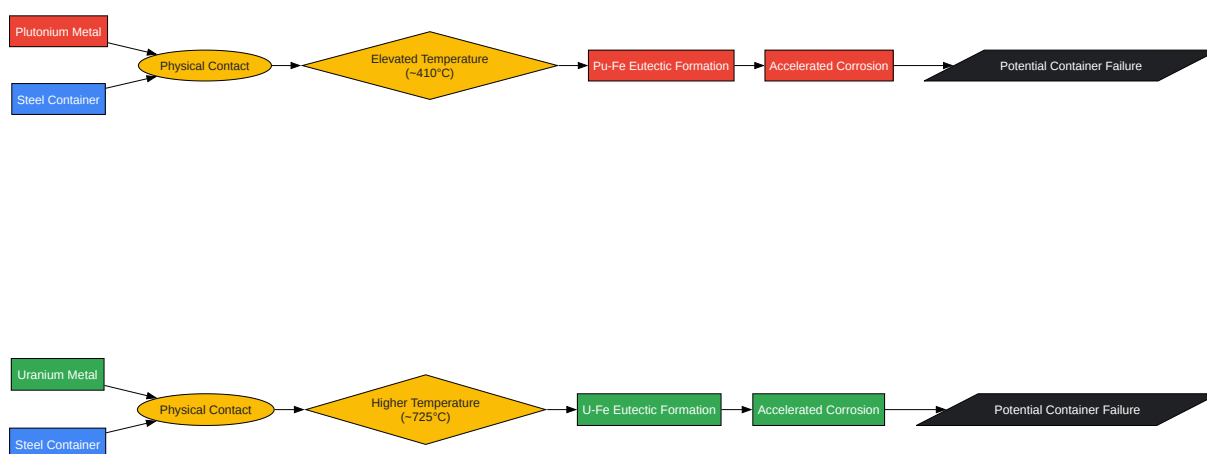 Plutonium Metal
Steel Container
Physical Contact
Elevated Temperature
(~410°C)
Pu-Fe Eutectic Formation
Accelerated Corrosion
Potential Container Failure
Uranium Metal
Steel Container
Physical Contact
Higher Temperature
(~725°C)
U-Fe Eutectic Formation
Accelerated Corrosion
Potential Container Failure